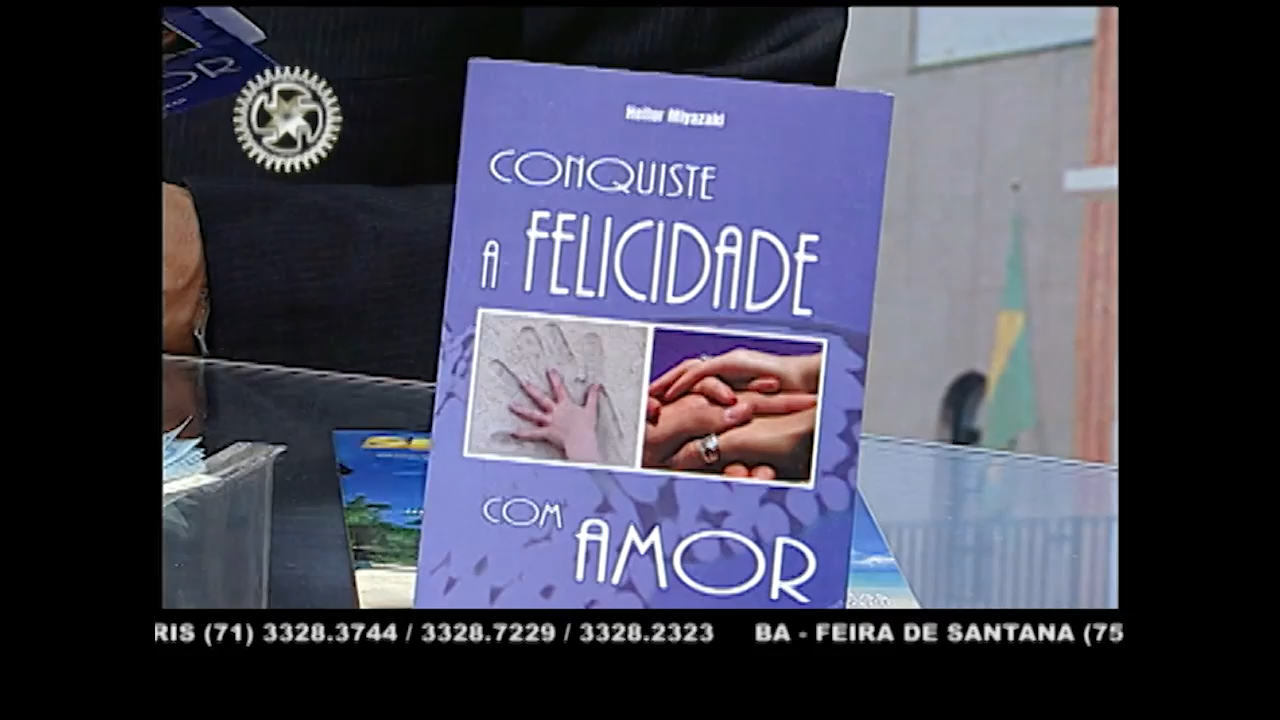 OR
Heitor Miyazaki
CONQUISTE
A FELICIDADE
COM
AMOR
RIS (71) 3328.3744 / 3328.7229 / 3328.2323 BA - FEIRA DE SANTANA (75